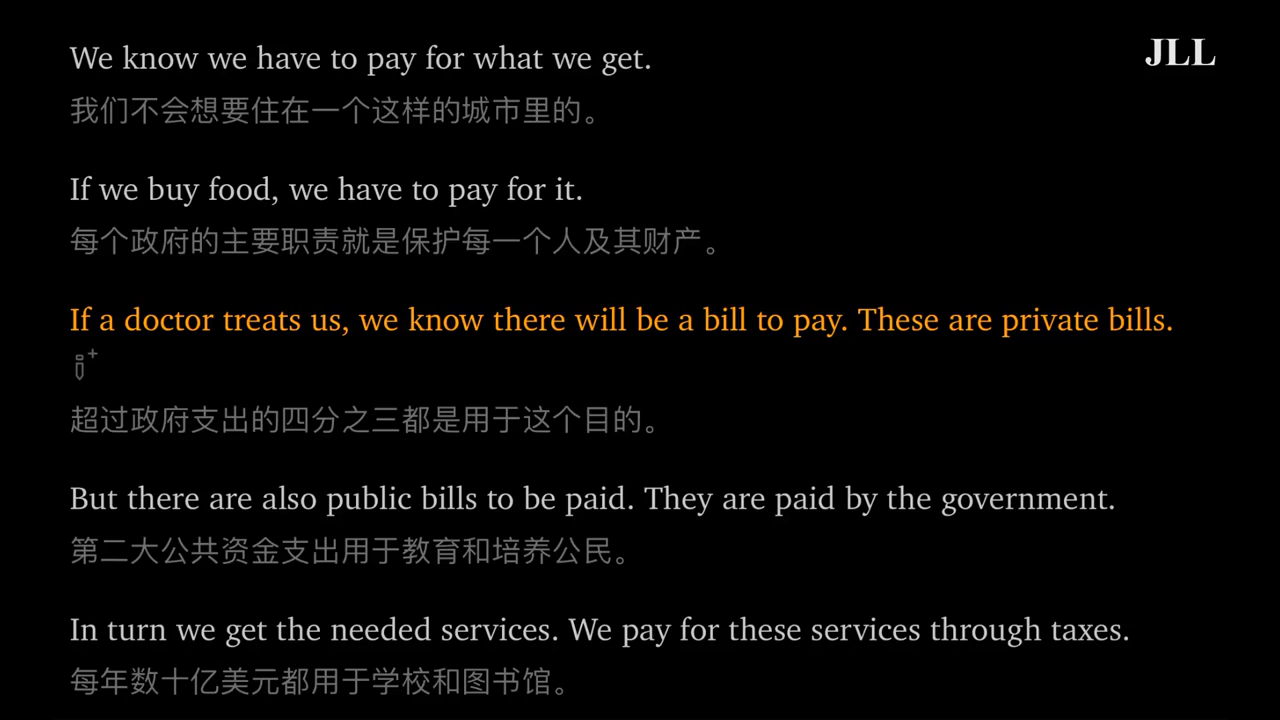 We know we have to pay for what we get.
JLL
我们不会想要住在一个这样的城市里的。
If we buy food, we have to pay for it.
每个政府的主要职责就是保护每一个人及其财产。
If a doctor treats us, we know there will be a bill to pay. These are private bills.
超过政府支出的四分之三都是用于这个目的。
But there are also public bills to be paid. They are paid by the government.
第二大公共资金支出用于教育和培养公民。
In turn we get the needed services. We pay for these services through taxes.
每年数十亿美元都用于学校和图书馆。